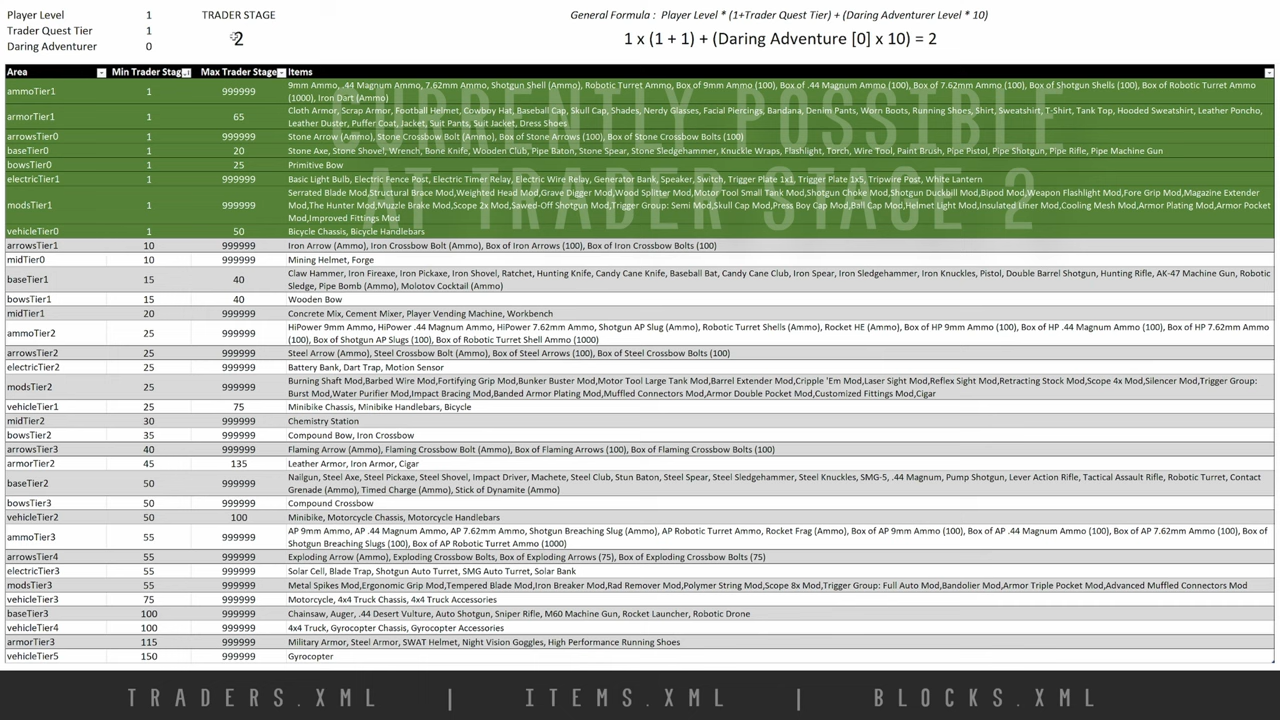 Player Level 1 TRADER STAGE General Formula : Player Level * (1+Trader Quest Tier) + (Daring Adventurer Level * 10)
Trader Quest Tier 1
Daring Adventurer 0 2 1 x (1 + 1) + (Daring Adventure [0] x 10) = 2
Area Min Trader Stag Max Trader Stage Items
ammoTier1 1 999999 9mm Ammo, .44 Magnum Ammo, 7.62mm Ammo, Shotgun Shell (Ammo), Robotic Turret Ammo, Box of 9mm Ammo (100), Box of .44 Magnum Ammo (100), Box of 7.62mm Ammo (100), Box of Robotic Turret Ammo
(1000), Iron Dart (Ammo)
armorTier1 1 65 Cloth Armor, Scrap Armor, Football Helmet, Cowboy Hat, Baseball Cap, Skull Cap, Shades, Nerdy Glasses, Facial Piercings, Bandana, Denim Pants, Worn Boots, Running Shoes, Shirt, Sweatshirt, T-Shirt, Tank Top, Hooded Sweatshirt, Leather Poncho,
Leather Duster, Puffer Coat, Jacket, Suit Pants, Suit Jacket, Dress Shoes
arrowsTier0 1 999999 Stone Arrow (Ammo), Stone Crossbow Bolt (Ammo), Box of Stone Arrows (100), Box of Stone Crossbow Bolts (100)
baseTier0 1 20 Stone Axe, Stone Shovel, Wrench, Bone Knife, Wooden Club, Pipe Baton, Stone Spear, Stone Sledgehammer, Knuckle Wraps, Flashlight, Torch, Wire Tool, Paint Brush, Pipe Pistol, Pipe Shotgun, Pipe Rifle, Pipe Machine Gun
bowsTier0 1 25 Primitive Bow
electricTier1 1 999999 Basic Light Bulb, Electric Fence Post, Electric Timer Relay, Electric Wire Relay, Generator Bank, Speaker, Switch, Trigger Plate 1x1, Trigger Plate 1x5, Tripwire Post, White Lantern
modsTier1 1 999999 Serrated Blade Mod,Structural Brace Mod,Weighted Head Mod,Grave Digger Mod,Wood Splitter Mod,Motor Tool Small Tank Mod,Shotgun Choke Mod,Shotgun Duckbill Mod,Bipod Mod,Weapon Flashlight Mod,Fore Grip Mod,Magazine Extender
Mod,The Hunter Mod,Muzzle Brake Mod,Scope 2x Mod,Sawed-Off Shotgun Mod,Trigger Group: Semi Mod,Skull Cap Mod,Press Boy Cap Mod,Ball Cap Mod,Helmet Light Mod,Insulated Liner Mod,Cooling Mesh Mod,Armor Plating Mod,Armor Pocket
Mod,Improved Fittings Mod
vehicleTier0 1 50 Bicycle Chassis, Bicycle Handlebars
CURRENTLY POSSIBLE
AT TRADER STAGE 2
arrowsTier1 10 999999 Iron Arrow (Ammo), Iron Crossbow Bolt (Ammo), Box of Iron Arrows (100), Box of Iron Crossbow Bolts (100)
midTier0 10 999999 Mining Helmet, Forge
baseTier1 15 40 Claw Hammer, Iron Fireaxe, Iron Pickaxe, Iron Shovel, Ratchet, Hunting Knife, Candy Cane Knife, Baseball Bat, Candy Cane Club, Iron Spear, Iron Sledgehammer, Iron Knuckles, Pistol, Double Barrel Shotgun, Hunting Rifle, AK-47 Machine Gun, Robotic
Sledge, Pipe Bomb (Ammo), Molotov Cocktail (Ammo)
bowsTier1 15 40 Wooden Bow
midTier1 20 999999 Concrete Mix, Cement Mixer, Player Vending Machine, Workbench
ammoTier2 25 999999 HiPower 9mm Ammo, HiPower .44 Magnum Ammo, HiPower 7.62mm Ammo, Shotgun AP Slug (Ammo), Robotic Turret Shells (Ammo), Rocket HE (Ammo), Box of HP 9mm Ammo (100), Box of HP .44 Magnum Ammo (100), Box of HP 7.62mm
Ammo (100), Box of Shotgun AP Slugs (100), Box of Robotic Turret Shell Ammo (1000)
arrowsTier2 25 999999 Steel Arrow (Ammo), Steel Crossbow Bolt (Ammo), Box of Steel Arrows (100), Box of Steel Crossbow Bolts (100)
electricTier2 25 999999 Battery Bank, Dart Trap, Motion Sensor
modsTier2 25 999999 Burning Shaft Mod,Barbed Wire Mod,Fortifying Grip Mod,Bunker Buster Mod,Motor Tool Large Tank Mod,Barrel Extender Mod,Cripple 'Em Mod,Laser Sight Mod,Reflex Sight Mod,Retracting Stock Mod,Scope 4x Mod,Silencer Mod,Trigger Group:
Burst Mod,Water Purifier Mod,Impact Bracing Mod,Banded Armor Plating Mod,Muffled Connectors Mod,Armor Double Pocket Mod,Customized Fittings Mod,Cigar
vehicleTier1 25 75 Minibike Chassis, Minibike Handlebars, Bicycle
midTier2 30 999999 Chemistry Station
bowsTier2 35 999999 Compound Bow, Iron Crossbow
arrowsTier3 40 999999 Flaming Arrow (Ammo), Flaming Crossbow Bolt (Ammo), Box of Flaming Arrows (100), Box of Flaming Crossbow Bolts (100)
armorTier2 45 135 Leather Armor, Iron Armor, Cigar
baseTier2 50 999999 Nailgun, Steel Axe, Steel Pickaxe, Steel Shovel, Impact Driver, Machete, Steel Club, Stun Baton, Steel Spear, Steel Sledgehammer, Steel Knuckles, SMG-5, .44 Magnum, Pump Shotgun, Lever Action Rifle, Tactical Assault Rifle, Robotic Turret, Contact
Grenade (Ammo), Timed Charge (Ammo), Stick of Dynamite (Ammo)
bowsTier3 50 999999 Compound Crossbow
vehicleTier2 50 100 Minibike, Motorcycle Chassis, Motorcycle Handlebars
ammoTier3 55 999999 AP 9mm Ammo, AP .44 Magnum Ammo, AP 7.62mm Ammo, Shotgun Breaching Slug (Ammo), AP Robotic Turret Ammo, Rocket Frag (Ammo), Box of AP 9mm Ammo (100), Box of AP .44 Magnum Ammo (100), Box of AP 7.62mm Ammo (100), Box of
Shotgun Breaching Slugs (100), Box of AP Robotic Turret Ammo (1000)
arrowsTier4 55 999999 Exploding Arrow (Ammo), Exploding Crossbow Bolts, Box of Exploding Arrows (75), Box of Exploding Crossbow Bolts (75)
electricTier3 55 999999 Solar Cell, Blade Trap, Shotgun Auto Turret, SMG Auto Turret, Solar Bank
modsTier3 55 999999 Metal Spikes Mod,Ergonomic Grip Mod,Tempered Blade Mod,Iron Breaker Mod,Rad Remover Mod,Polymer String Mod,Scope 8x Mod,Trigger Group: Full Auto Mod,Bandolier Mod,Armor Triple Pocket Mod,Advanced Muffled Connectors Mod
vehicleTier3 75 999999 Motorcycle, 4x4 Truck Chassis, 4x4 Truck Accessories
baseTier3 100 999999 Chainsaw, Auger, .44 Desert Vulture, Auto Shotgun, Sniper Rifle, M60 Machine Gun, Rocket Launcher, Robotic Drone
vehicleTier4 100 999999 4x4 Truck, Gyrocopter Chassis, Gyrocopter Accessories
armorTier3 115 999999 Military Armor, Steel Armor, SWAT Helmet, Night Vision Goggles, High Performance Running Shoes
vehicleTier5 150 999999 Gyrocopter
TRADERS.XML | ITEMS.XML | BLOCKS.XML